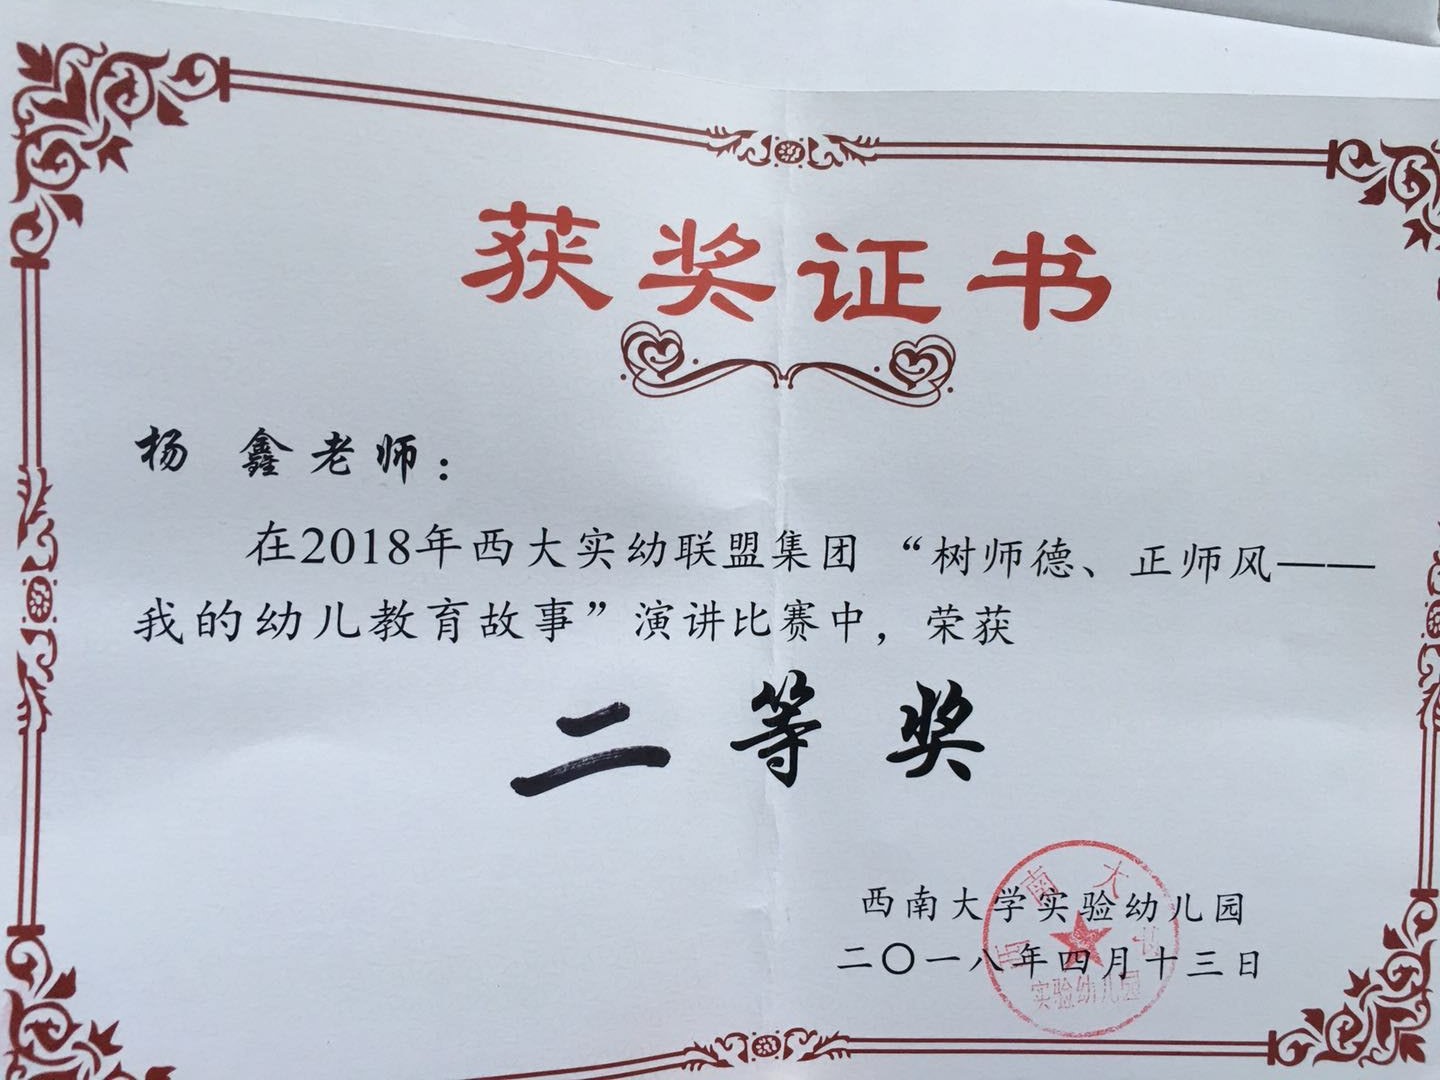 获奖证书
杨 鑫老师：
在2018年西大实幼联盟集团 “树师德、正师风——
我的幼儿教育故事”演讲比赛中，荣获
二等奖
西南大学实验幼儿园
二〇一八年四月十三日
西南大学
实验幼儿园